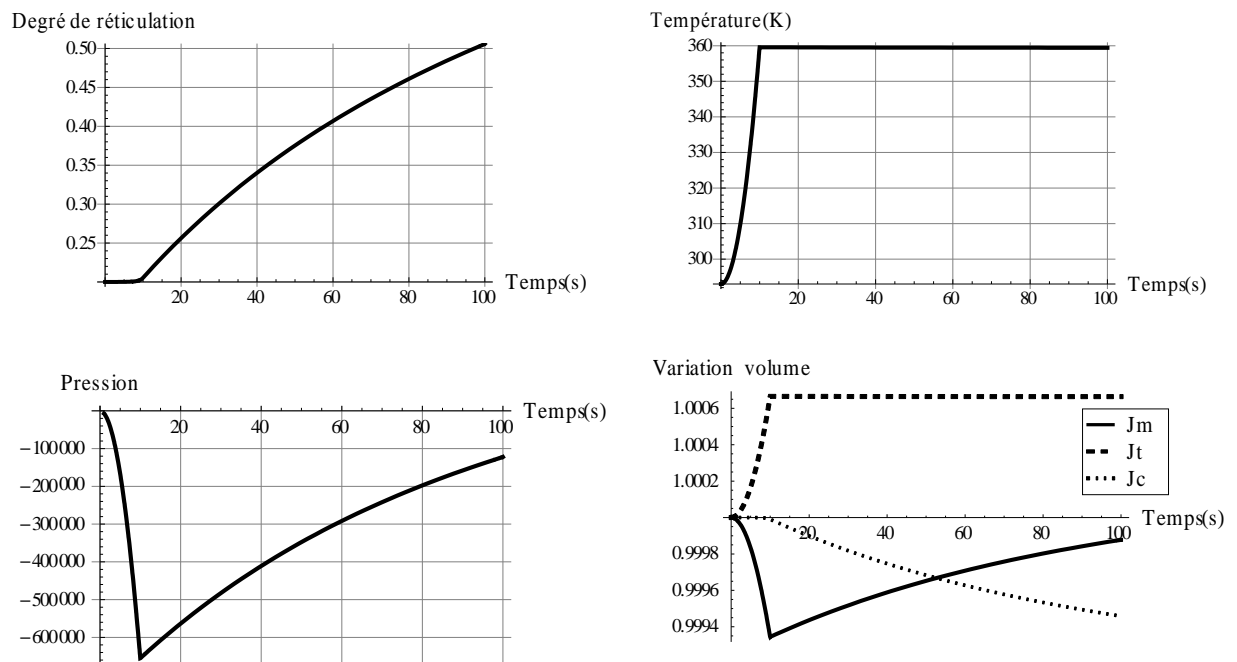 Degré de réticulation
0.50
0.45
0.40
0.35
0.30
0.25
20 40 60 80 100
Temps(s)
Température(K)
360
350
340
330
320
310
300
20 40 60 80 100
Temps(s)
Pression
Temps(s)
20 40 60 80 100
−100000
−200000
−300000
−400000
−500000
−600000
Variation volume
1.0006
1.0004
1.0002
0.9998
0.9996
0.9994
20 40 60 80 100
Temps(s)
Jm
Jt
Jc